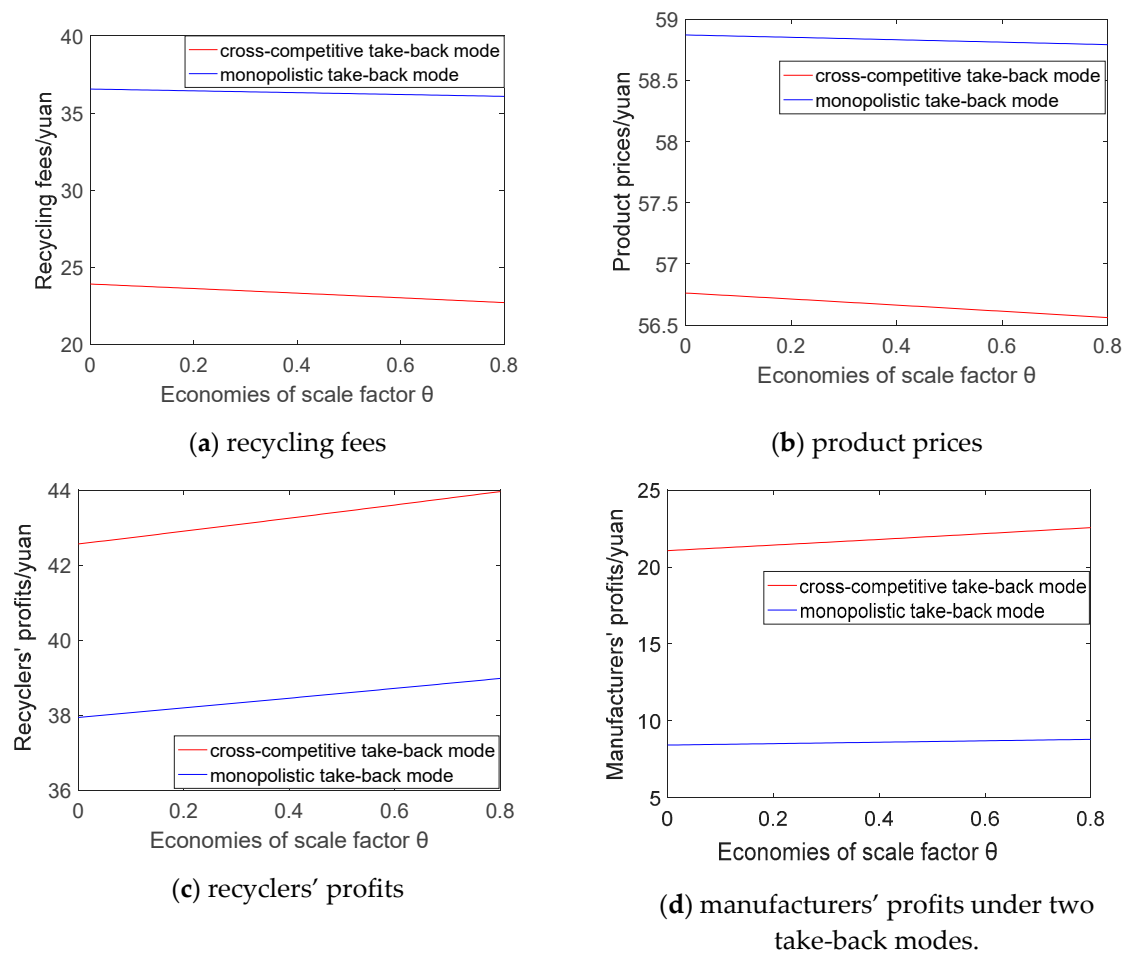 40
35
30
25
20
Recycling fees/yuan
cross-competitive take-back mode
monopolistic take-back mode
0 0.2 0.4 0.6 0.8
Economies of scale factor θ
(a) recycling fees
59
58.5
58
57.5
57
56.5
Product prices/yuan
cross-competitive take-back mode
monopolistic take-back mode
0 0.2 0.4 0.6 0.8
Economies of scale factor θ
(b) product prices
44
42
40
38
36
Recyclers' profits/yuan
cross-competitive take-back mode
monopolistic take-back mode
0 0.2 0.4 0.6 0.8
Economies of scale factor θ
(c) recyclers’ profits
25
20
15
10
5
Manufacturers' profits/yuan
cross-competitive take-back mode
monopolistic take-back mode
0 0.2 0.4 0.6 0.8
Economies of scale factor θ
(d) manufacturers’ profits under two
take-back modes.